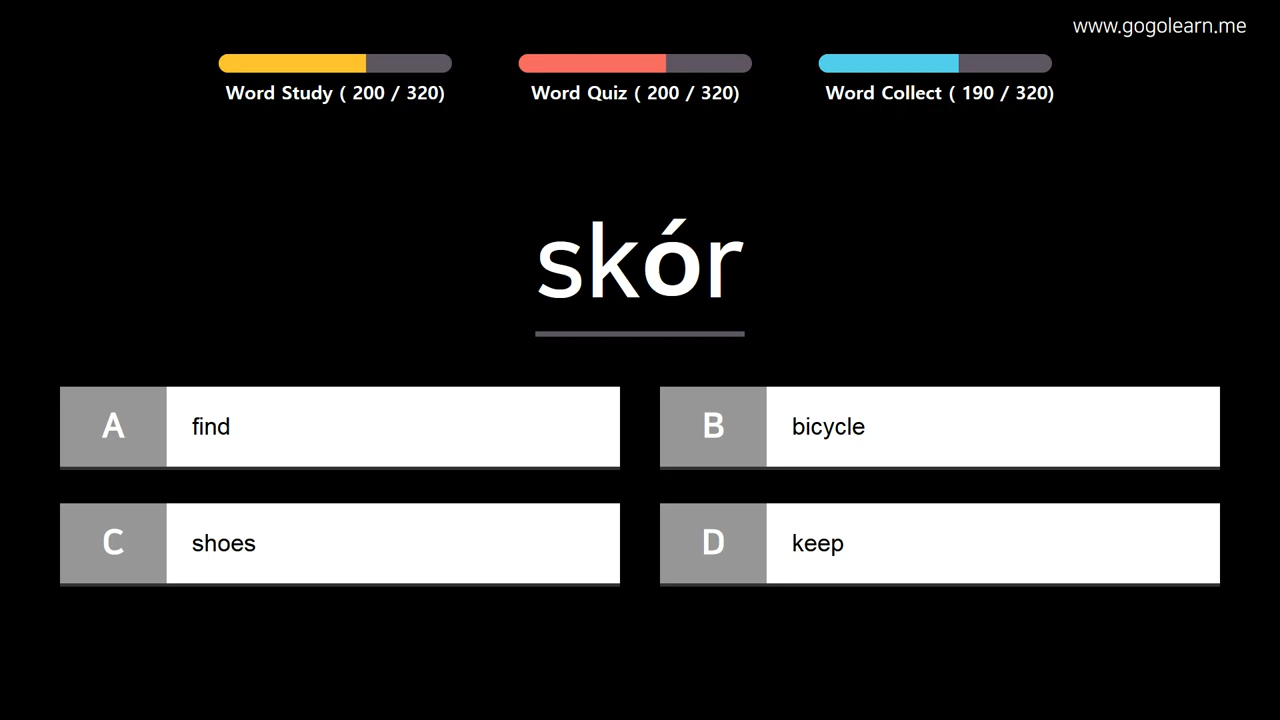 www.gogolearn.me
Word Study ( 200 / 320)
Word Quiz ( 200 / 320)
Word Collect ( 190 / 320)
skór
A find
B bicycle
C shoes
D keep